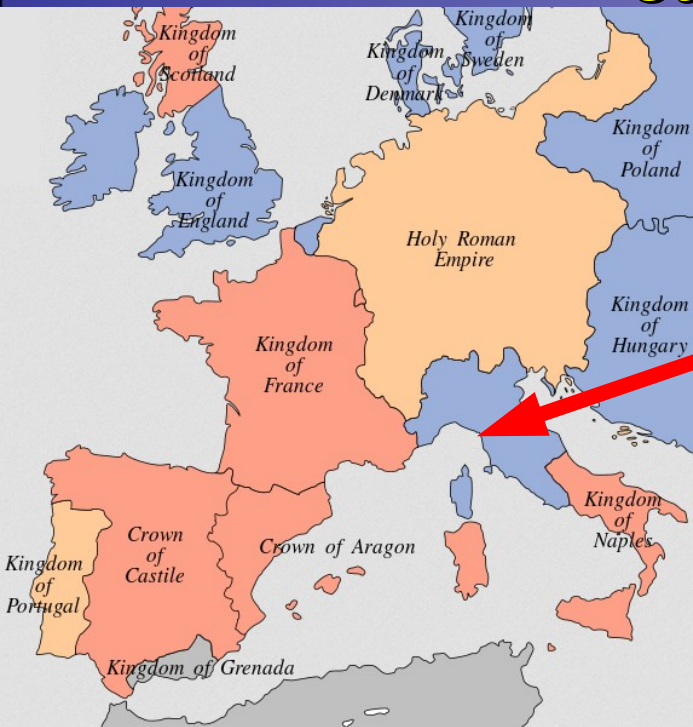 Kingdom
of
Scotland
Kingdom
of
Sweden
Kingdom
of
Denmark
Kingdom
of
Poland
Kingdom
of
England
Holy Roman
Empire
Kingdom
of
Hungary
Kingdom
of
France
Kingdom
of
Naples
Crown
of
Castile
Crown of Aragon
Kingdom
of
Portugal
Kingdom of Grenada